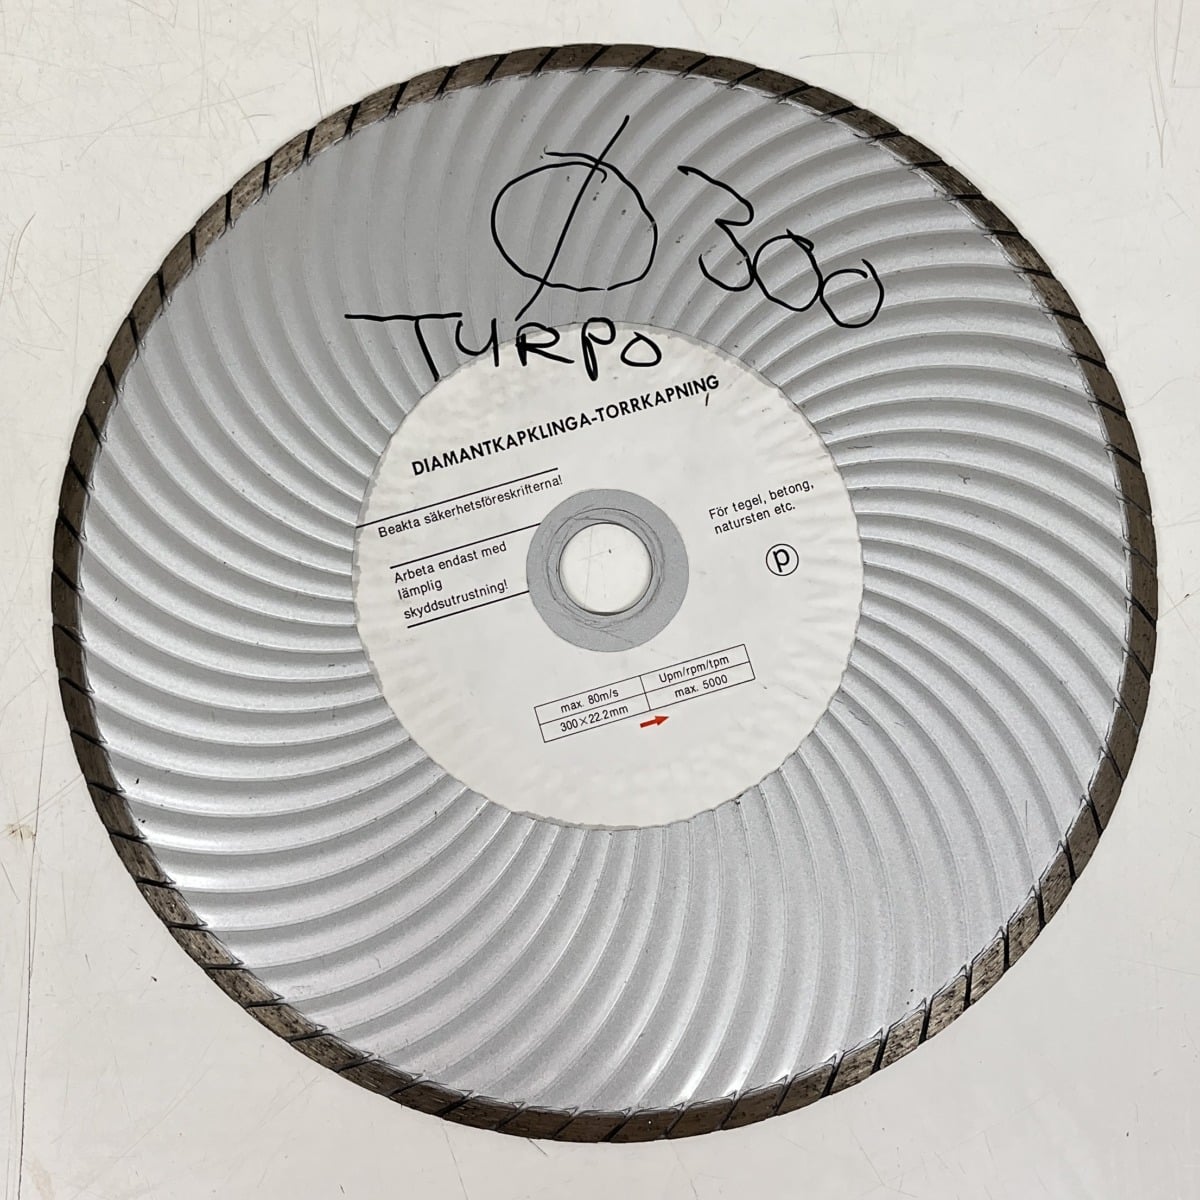 Ø 300
TURPO
DIAMANTKAPKLINGA-TORRKAPNING
Beakta säkerhetsföreskrifterna!
Arbeta endast med
lämplig
skyddsutrustning!
För tegel, betong,
natursten etc.
p
max. 80m/s Upm/rpm/tpm
300×22.2mm max. 5000